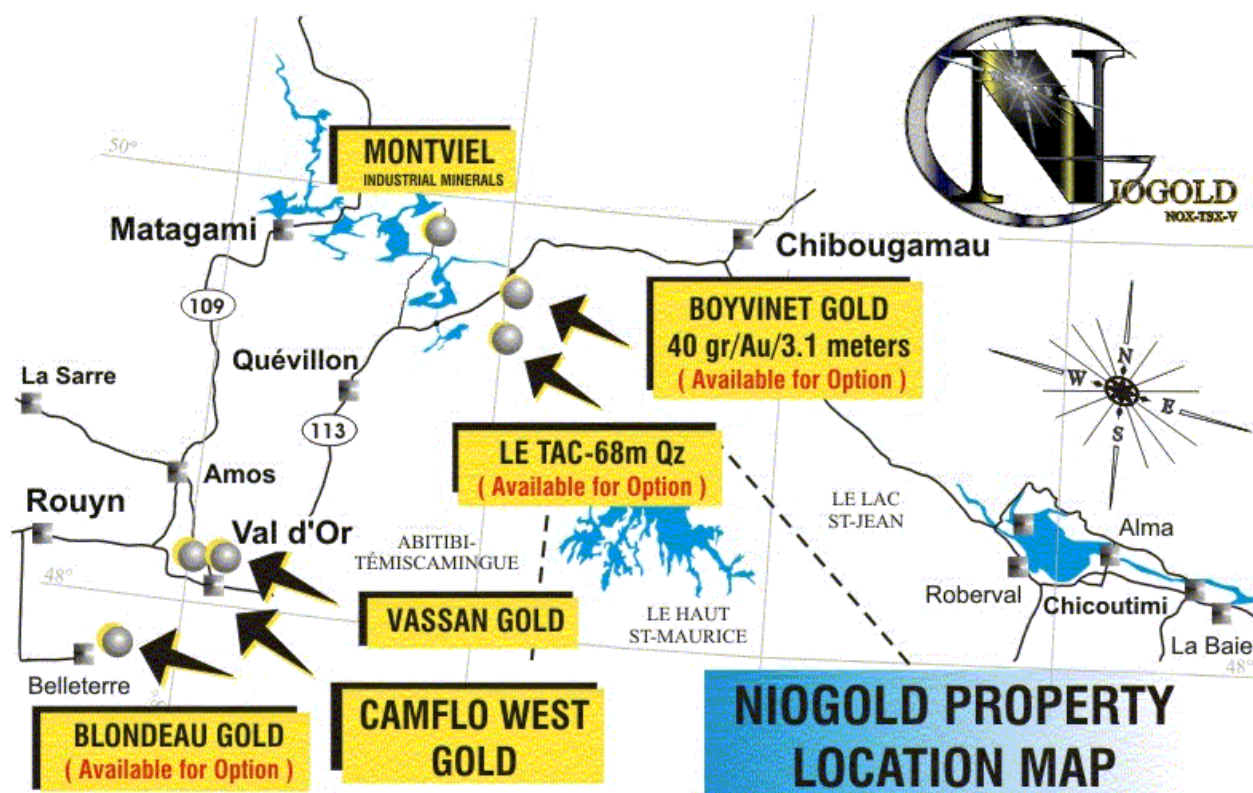 50°
MONTVIEL
INDUSTRIAL MINERALS
NIOGOLD
NOX-TSX-V
Matagami
Chibougamau
109
BOYVINET GOLD
40 gr/Au/3.1 meters
( Available for Option )
Quévillon
La Sarre
N
W
E
S
113
LE TAC-68m Qz
( Available for Option )
Amos
Rouyn
Val d'Or
ABITIBI-
TÉMISCAMINGUE
LE LAC
ST-JEAN
Alma
48°
Roberval
Chicoutimi
VASSAN GOLD
LE HAUT
ST-MAURICE
La Baie
48°
Belleterre
CAMFLO WEST
GOLD
BLONDEAU GOLD
( Available for Option )
NIOGOLD PROPERTY
LOCATION MAP